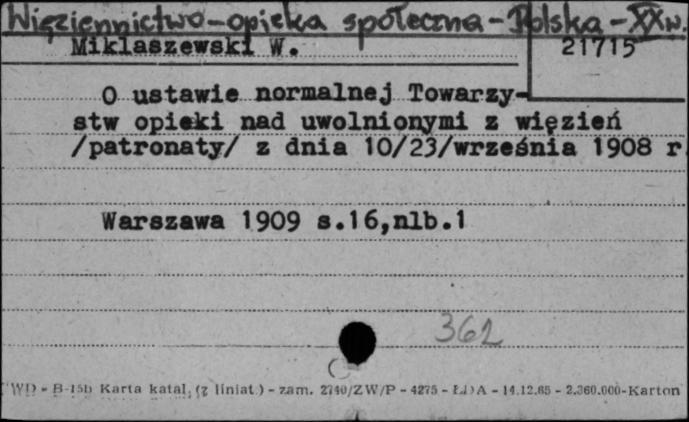 Więziennictwo-opieka społeczna-Polska-XXw.
Miklaszewski W.
21715
O ustawie normalnej Towarzy-
stw opieki nad uwolnionymi z więzień
/patronaty/ z dnia 10/23/września 1908 r
Warszawa 1909 s.16,nlb.1
362
WD - B-15b Karta katal. (z liniat.) - zam. 2740/ZW/P - 4275 - ŁDA - 14.12.65 - 2.360.000-Karton